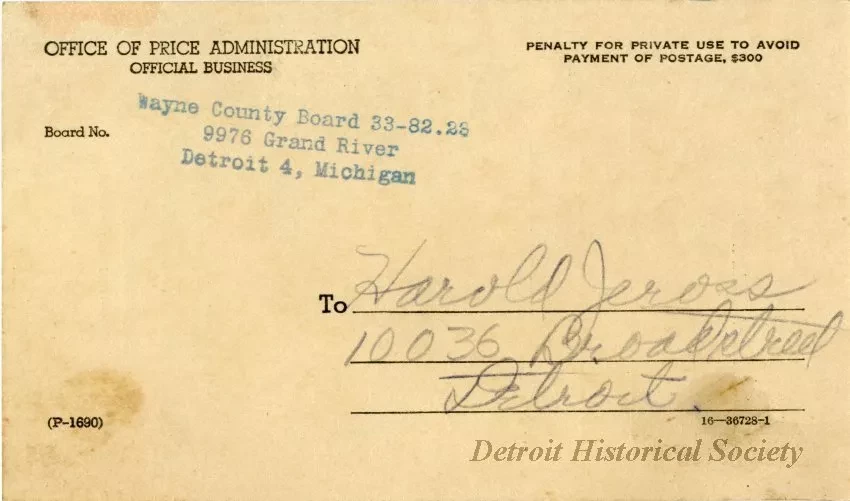 OFFICE OF PRICE ADMINISTRATION
OFFICIAL BUSINESS
PENALTY FOR PRIVATE USE TO AVOID
PAYMENT OF POSTAGE, $300
Board No.
Wayne County Board 33-82.28
9976 Grand River
Detroit 4, Michigan
To Harold Jeross
10036 Broadstreet
Detroit.
(P-1690)
16—36728-1
Detroit Historical Society